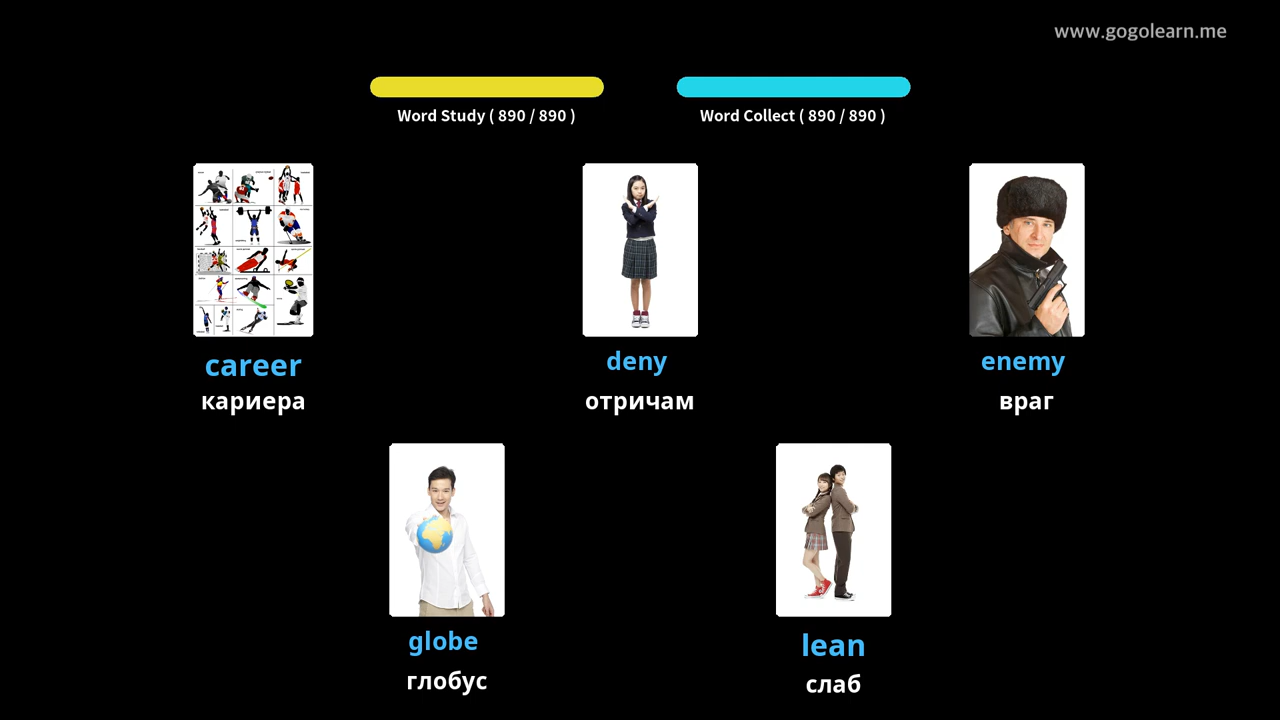 www.gogolearn.me
Word Study ( 890 / 890 )
Word Collect ( 890 / 890 )
career
кариера
deny
отричам
enemy
враг
globe
глобус
lean
слаб